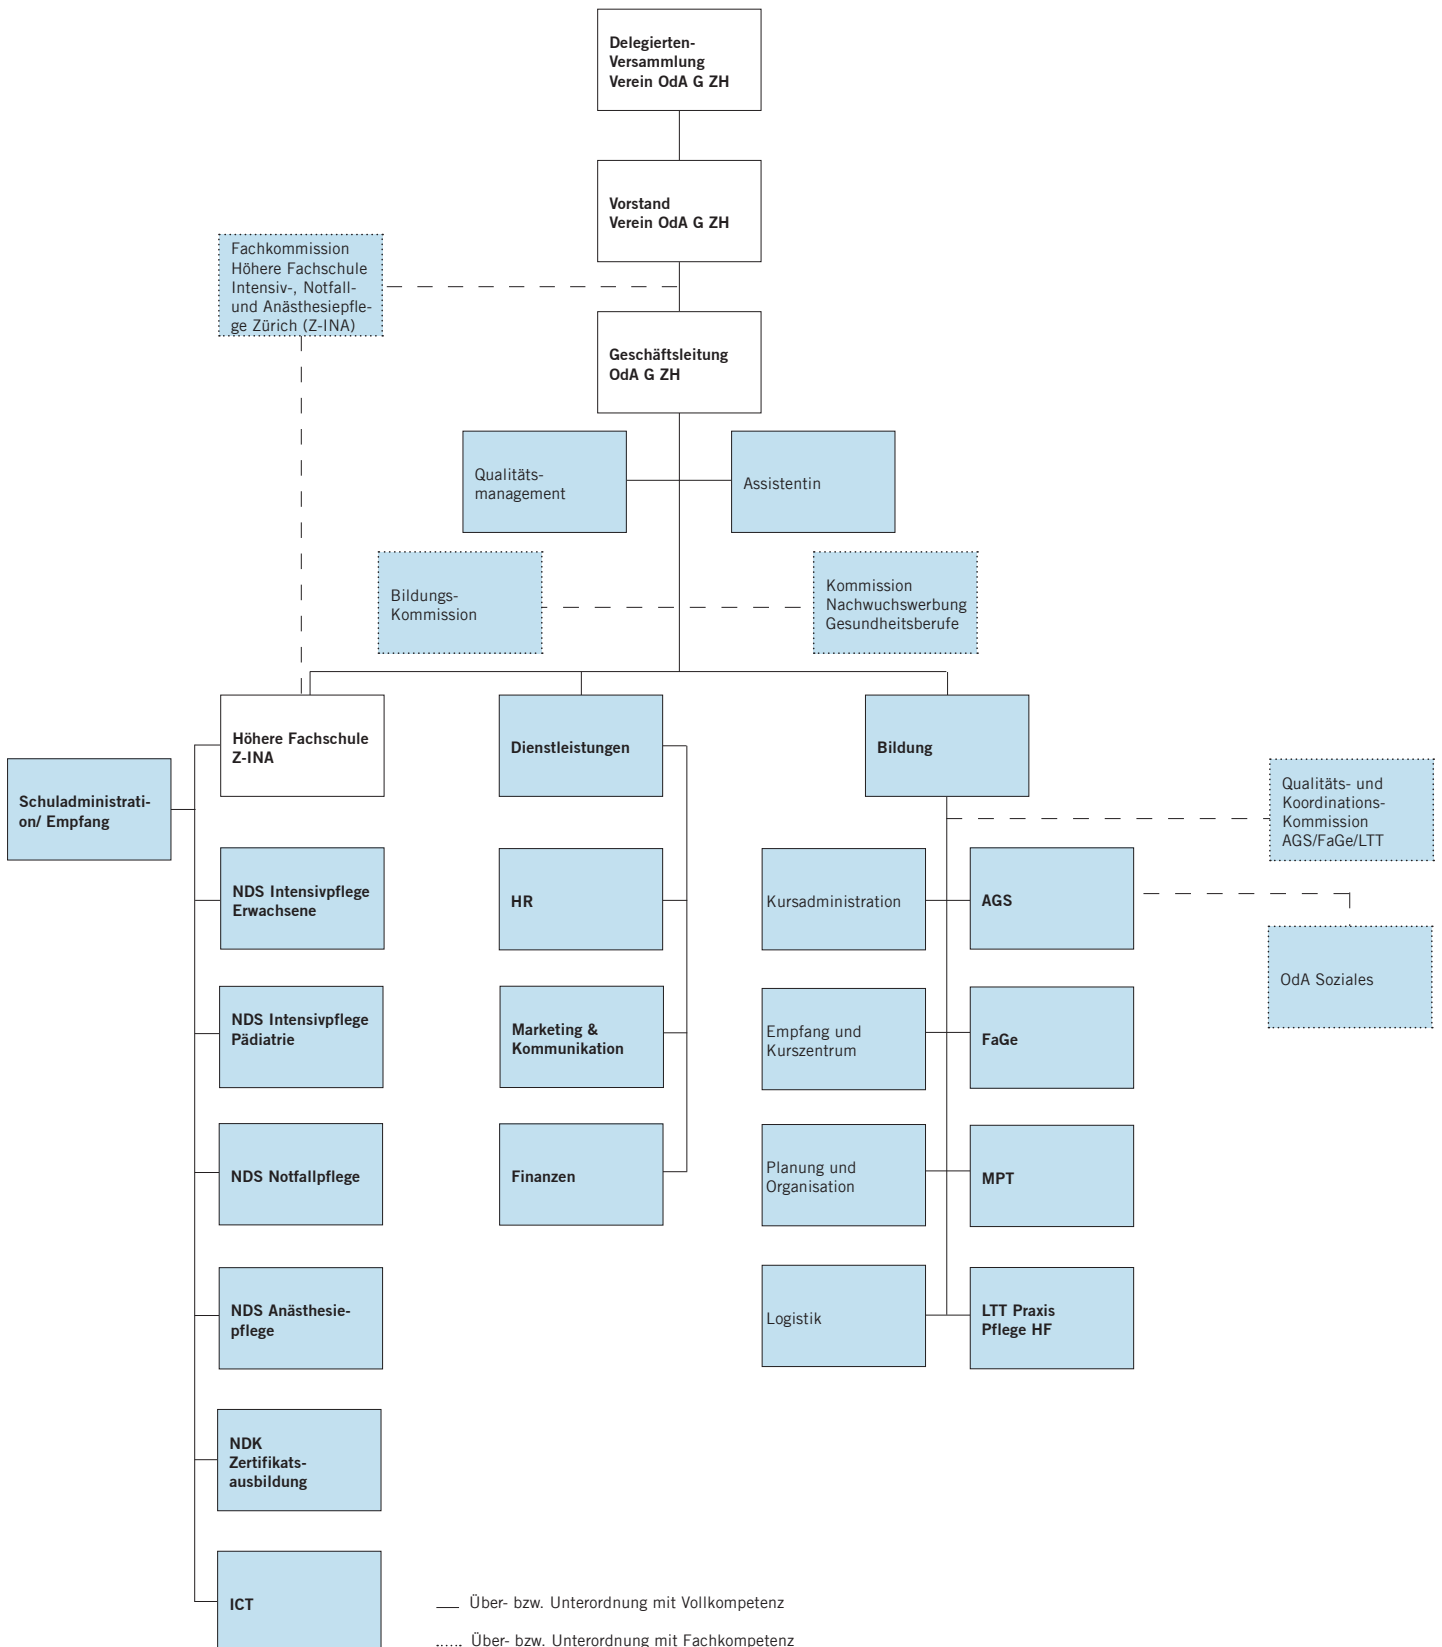 Delegierten-
Versammlung
Verein OdA G ZH
Vorstand
Verein OdA G ZH
Fachkommission
Höhere Fachschule
Intensiv-, Notfall-
und Anästhesiepfle-
ge Zürich (Z-INA)
Geschäftsleitung
OdA G ZH
Qualitäts-
management
Assistentin
Bildungs-
Kommission
Kommission
Nachwuchswerbung
Gesundheitsberufe
Höhere Fachschule
Z-INA
Dienstleistungen
Bildung
Schuladministrati-
on/ Empfang
Qualitäts- und
Koordinations-
Kommission
AGS/FaGe/LTT
NDS Intensivpflege
Erwachsene
HR
Kursadministration
AGS
OdA Soziales
NDS Intensivpflege
Pädiatrie
Marketing &
Kommunikation
Empfang und
Kurszentrum
FaGe
NDS Notfallpflege
Finanzen
Planung und
Organisation
MPT
NDS Anästhesie-
pflege
Logistik
LTT Praxis
Pflege HF
NDK
Zertifikats-
ausbildung
ICT
Über- bzw. Unterordnung mit Vollkompetenz
Über- bzw. Unterordnung mit Fachkompetenz